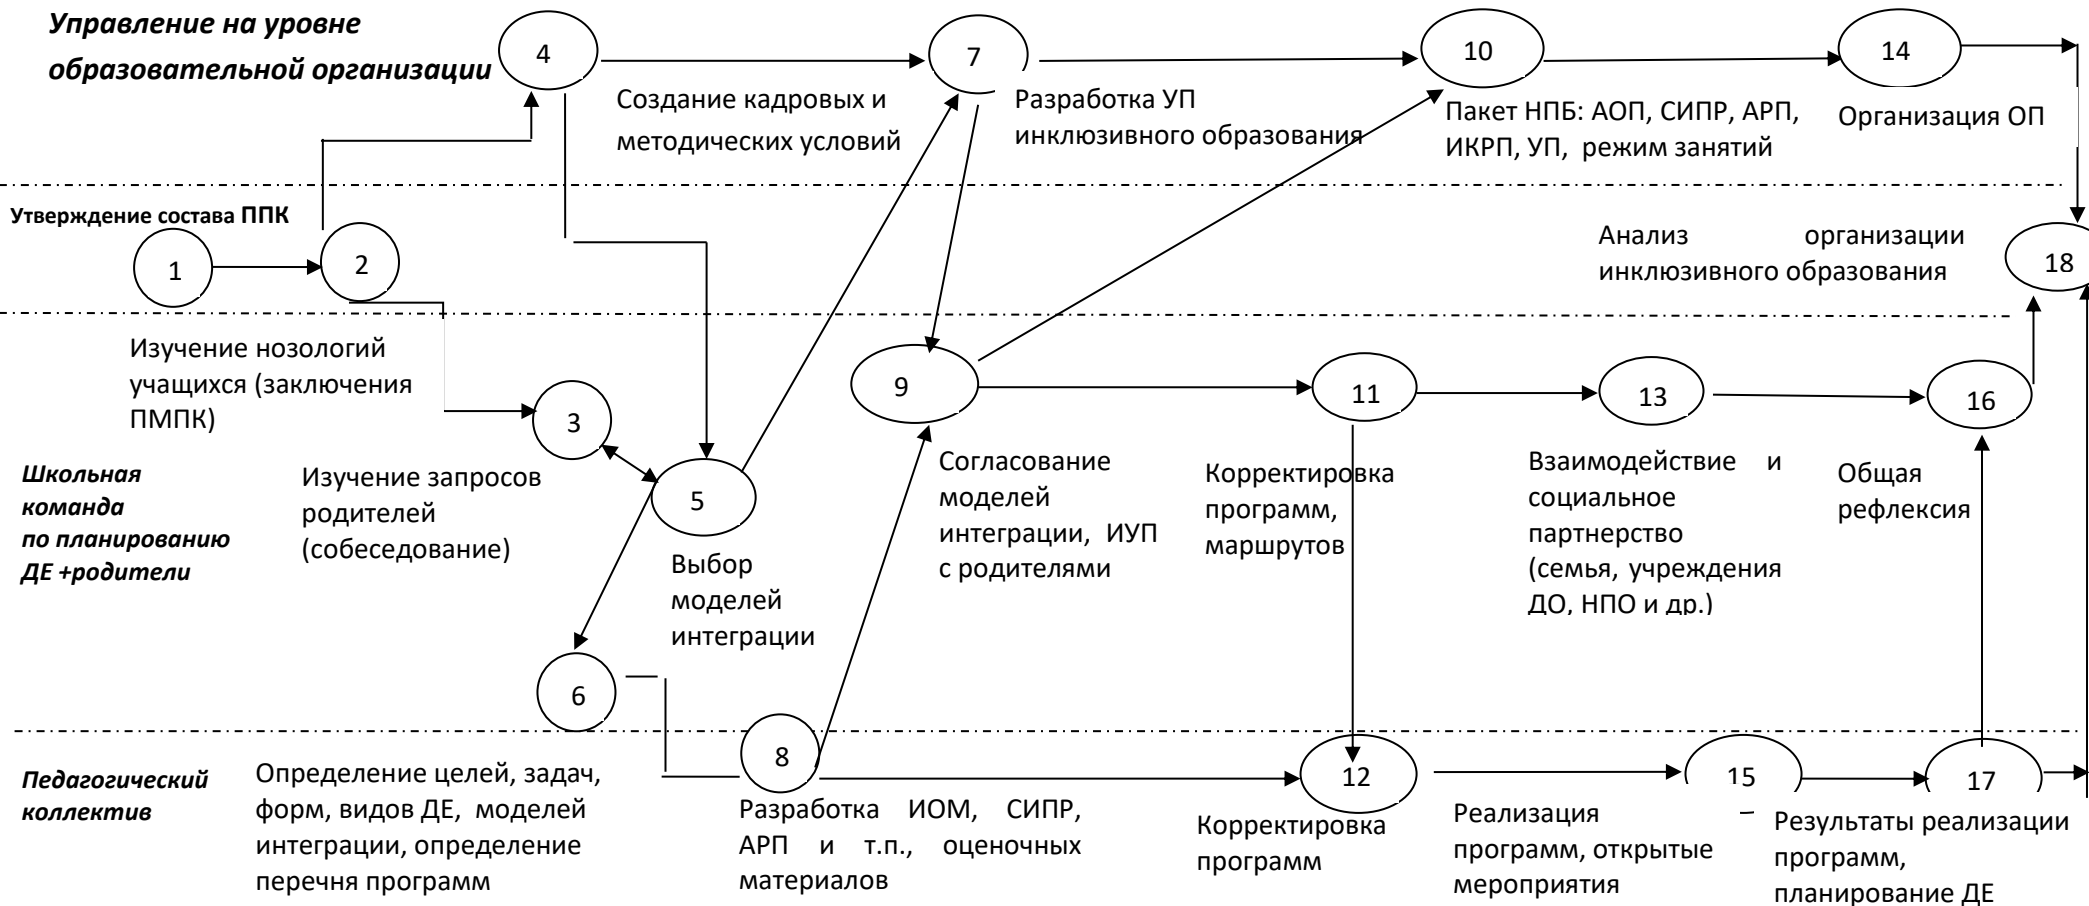 Управление на уровне
образовательной организации
4
7
10
14
Создание кадровых и
методических условий
Разработка УП
инклюзивного образования
Пакет НПБ: АОП, СИПР, АРП,
ИКРП, УП, режим занятий
Организация ОП
Утверждение состава ППК
1
2
Анализ организации
инклюзивного образования
18
Изучение нозологий
учащихся (заключения
ПМПК)
3
9
11
13
16
Школьная
команда
по планированию
ДЕ +родители
Изучение запросов
родителей
(собеседование)
5
Выбор
моделей
интеграции
Согласование
моделей
интеграции, ИУП
с родителями
Корректировка
программ,
маршрутов
Взаимодействие и
социальное
партнерство
(семья, учреждения
ДО, НПО и др.)
Общая
рефлексия
6
8
12
15
17
Педагогический
коллектив
Определение целей, задач,
форм, видов ДЕ, моделей
интеграции, определение
перечня программ
Разработка ИОМ, СИПР,
АРП и т.п., оценочных
материалов
Корректировка
программ
Реализация
программ, открытые
мероприятия
Результаты реализации
программ,
планирование ДЕ